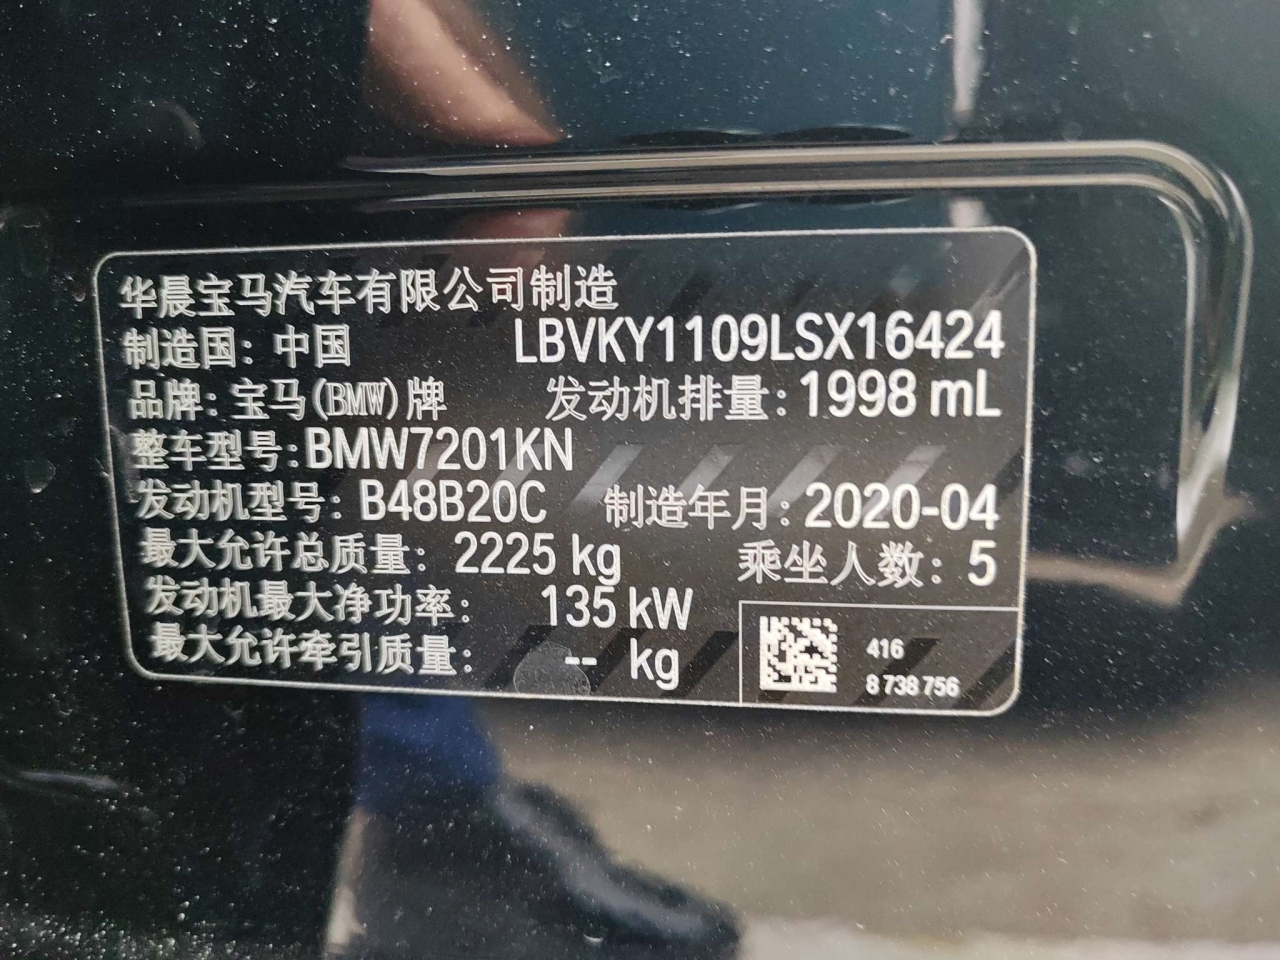 华晨宝马汽车有限公司制造
制造国: 中国 LBVKY1109LSX16424
品牌: 宝马(BMW)牌 发动机排量: 1998 mL
整车型号: BMW7201KN
发动机型号: B48B20C 制造年月: 2020-04
最大允许总质量: 2225 kg 乘坐人数: 5
发动机最大净功率: 135 kW
最大允许牵引质量: -- kg
416
8 738 756